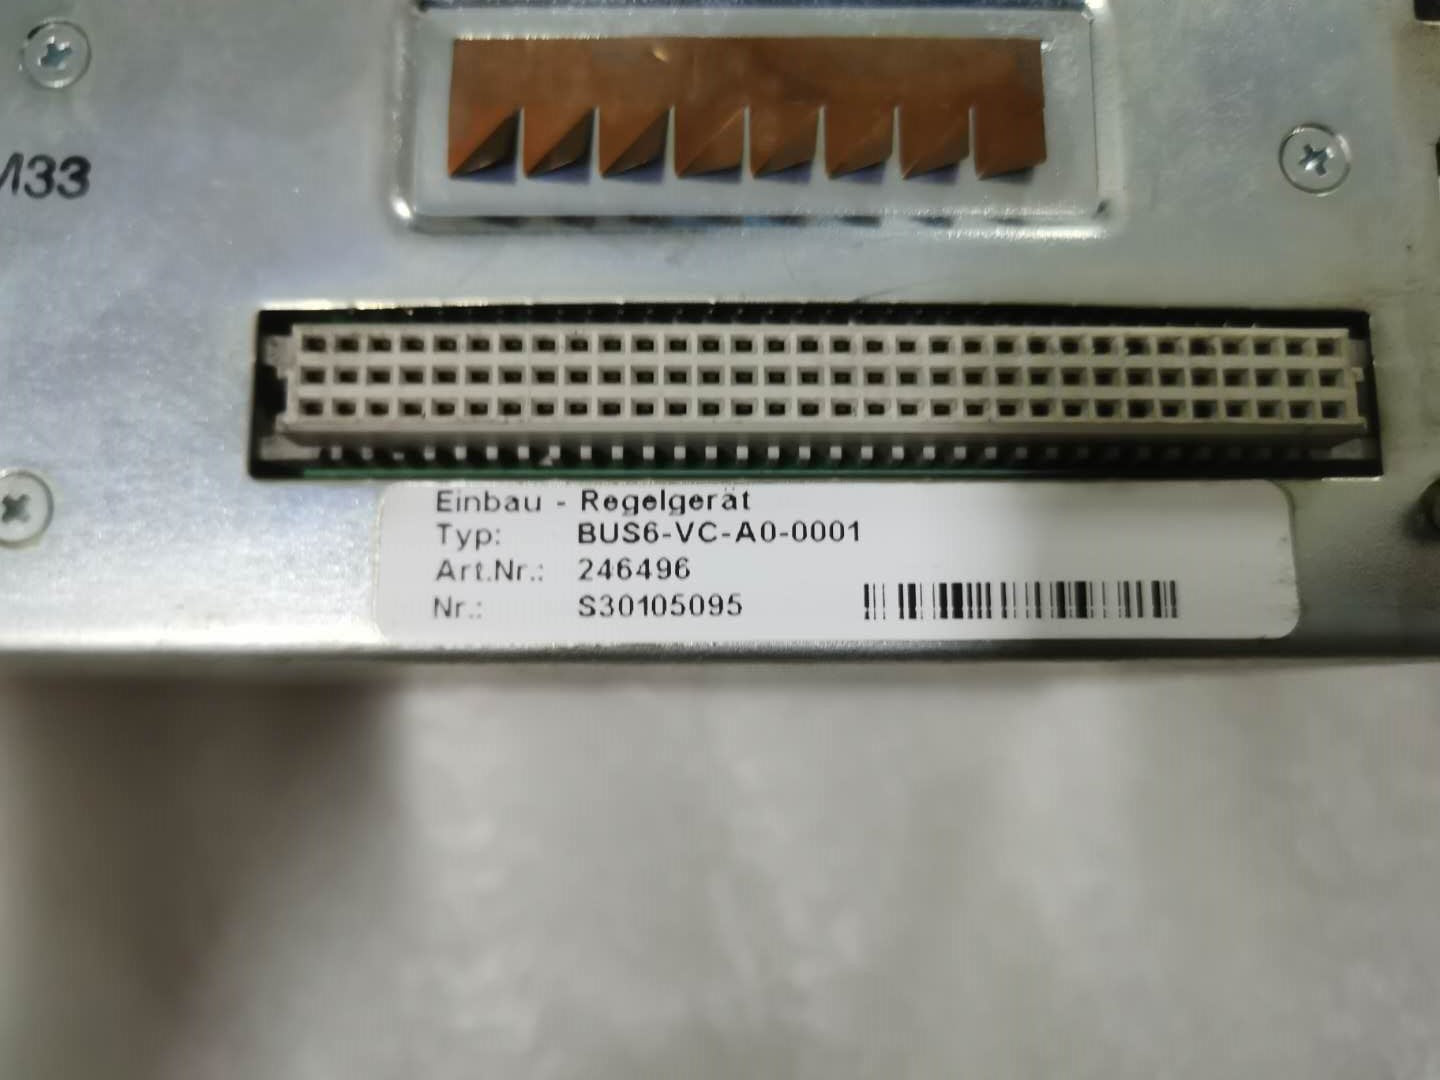 M33
Einbau - Regelgerät
Typ: BUS6-VC-A0-0001
Art.Nr.: 246496
Nr.: S30105095